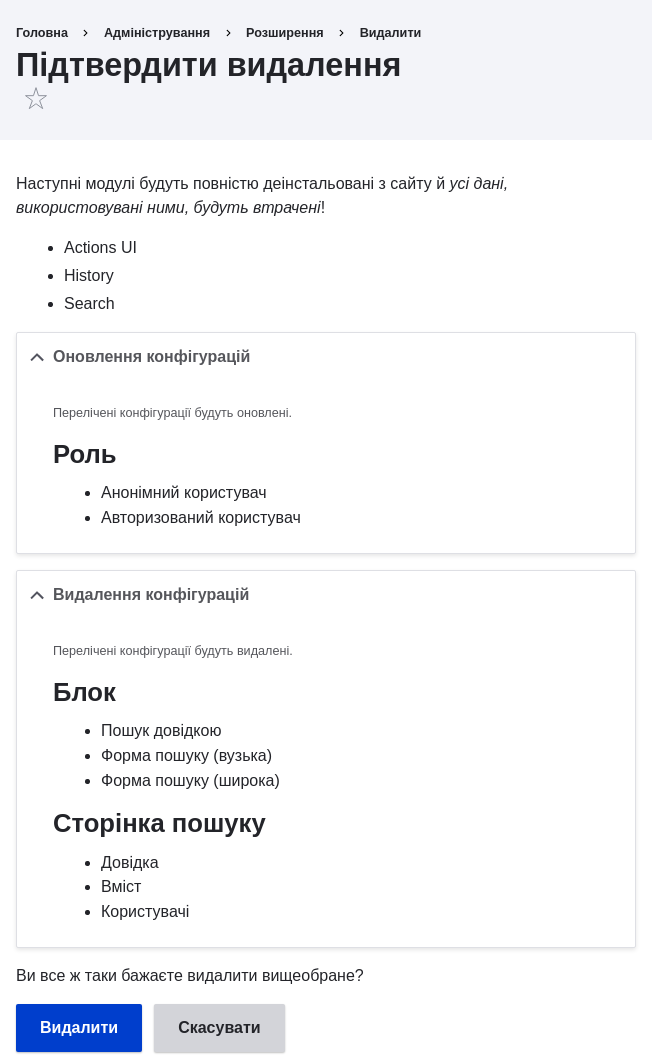 Головна › Адміністрування › Розширення › Видалити
Підтвердити видалення
Наступні модулі будуть повністю деінстальовані з сайту й усі дані,
використовувані ними, будуть втрачені!
Actions UI
History
Search
Оновлення конфігурацій
Перелічені конфігурації будуть оновлені.
Роль
Анонімний користувач
Авторизований користувач
Видалення конфігурацій
Перелічені конфігурації будуть видалені.
Блок
Пошук довідкою
Форма пошуку (вузька)
Форма пошуку (широка)
Сторінка пошуку
Довідка
Вміст
Користувачі
Ви все ж таки бажаєте видалити вищеобране?
Видалити Скасувати